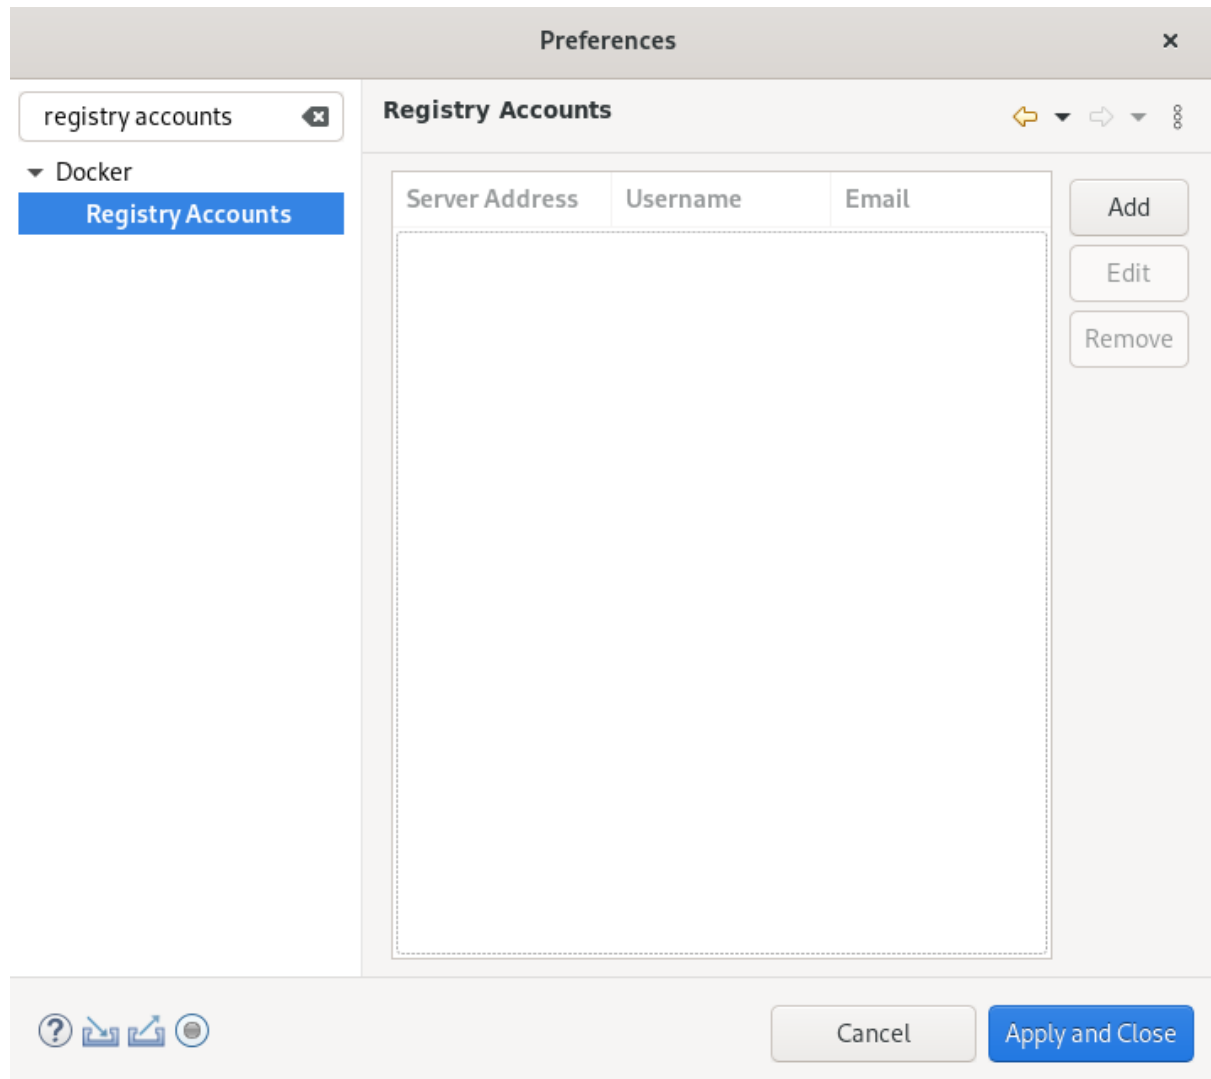 Preferences
registry accounts
Registry Accounts
Docker
Registry Accounts
Server Address Username Email
Add
Edit
Remove
Cancel Apply and Close